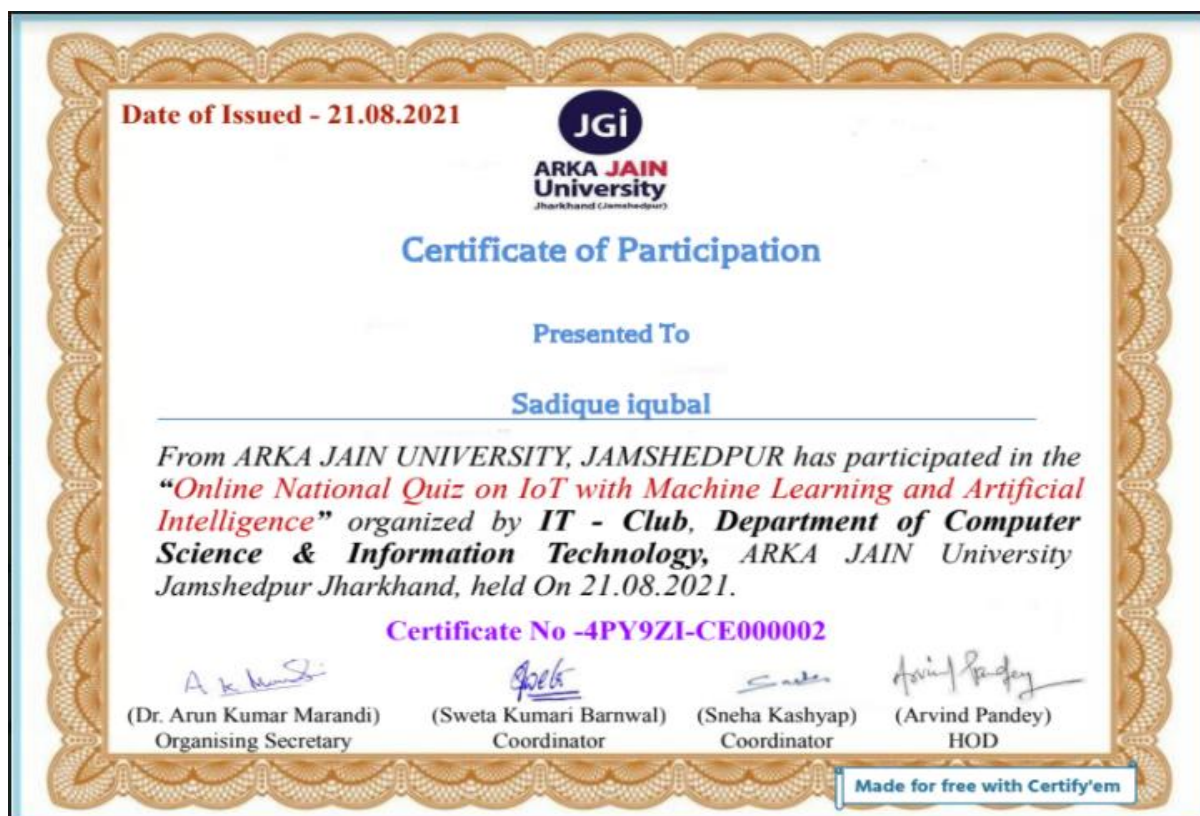 Date of Issued - 21.08.2021
JGi
ARKA JAIN
University
Jharkhand (Jamshedpur)
Certificate of Participation
Presented To
Sadique iqubal
From ARKA JAIN UNIVERSITY, JAMSHEDPUR has participated in the
“Online National Quiz on IoT with Machine Learning and Artificial
Intelligence” organized by IT - Club, Department of Computer
Science & Information Technology, ARKA JAIN University
Jamshedpur Jharkhand, held On 21.08.2021.
Certificate No -4PY9ZI-CE000002
(Dr. Arun Kumar Marandi) (Sweta Kumari Barnwal) (Sneha Kashyap) (Arvind Pandey)
Organising Secretary Coordinator Coordinator HOD
Made for free with Certify'em